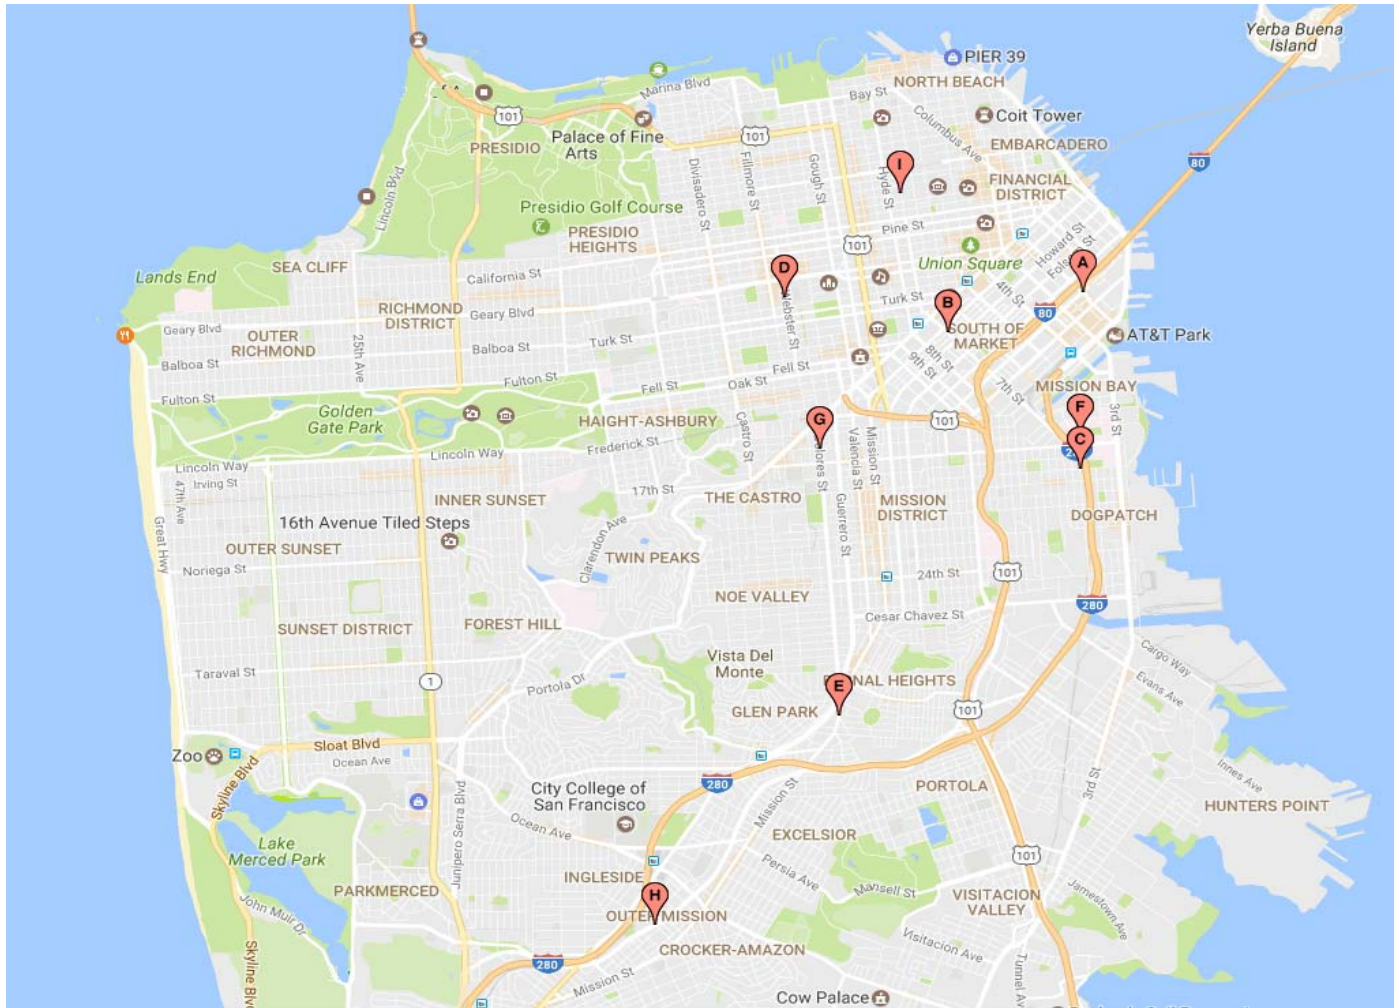 Yerba Buena
Island
PIER 39
NORTH BEACH
Marina Blvd
Bay St
101
Coit Tower
Columbus Ave
Palace of Fine
Arts
101
PRESIDIO
EMBARCADERO
80
I
Lincoln Blvd
Divisadero St
Fillmore St
Gough St
Hyde St
FINANCIAL
DISTRICT
Presidio Golf Course
PRESIDIO
HEIGHTS
Pine St
101
Howard St
Union Square
SEA CLIFF
Lands End
California St
D
A
4th St
RICHMOND
DISTRICT
Geary Blvd
Webster St
Turk St
B
80
Geary Blvd
OUTER
RICHMOND
25th Ave
Balboa St
Turk St
SOUTH OF
MARKET
AT&T Park
Balboa St
8th St
9th St
Fulton St
Fulton St
Fell St
Oak St
Fell St
7th St
MISSION BAY
Golden
Gate Park
HAIGHT-ASHBURY
Castro St
G
101
F
3rd St
C
Lincoln Way
Irving St
Lincoln Way
Frederick St
Valencia St
Mission St
47th Ave
Great Hwy
INNER SUNSET
17th St
THE CASTRO
Guerrero St
MISSION
DISTRICT
DOGPATCH
16th Avenue Tiled Steps
OUTER SUNSET
Clarendon Ave
TWIN PEAKS
Noriega St
24th St
101
NOE VALLEY
280
Cesar Chavez St
SUNSET DISTRICT
FOREST HILL
Taraval St
1
Portola Dr
Vista Del
Monte
E
GLEN PARK
101
Cargo Way
Evans Ave
Zoo
Sloat Blvd
Ocean Ave
Skyline Blvd
Junipero Serra Blvd
City College of
San Francisco
280
Mission St
PORTOLA
3rd St
Innes Ave
HUNTERS POINT
Ocean Ave
EXCELSIOR
Lake
Merced Park
101
INGLESIDE
Persia Ave
Mansell St
PARKMERCED
H
VISITACION
VALLEY
Jamestown Ave
John Muir Dr
CROCKER-AMAZON
Visitacion Ave
280
Mission St
Cow Palace